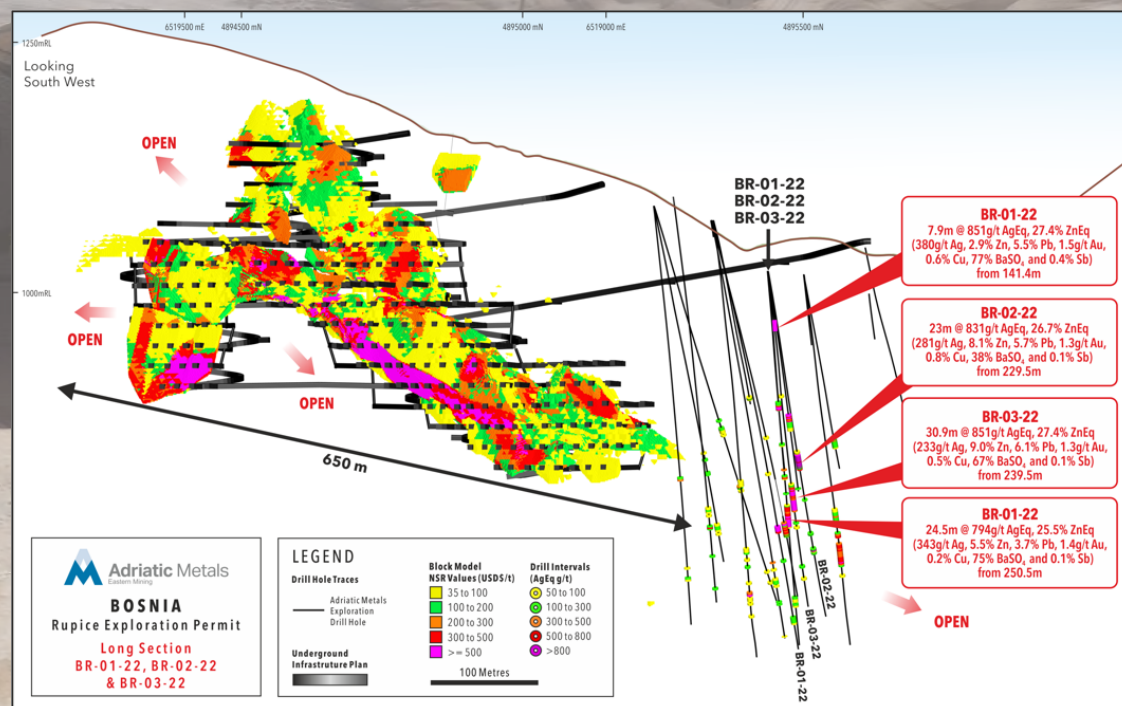 6519500 mE
4894500 mN
4895000 mN
6519000 mE
4895500 mN
1250mRL
Looking
South West
OPEN
1000mRL
OPEN
OPEN
650 m
BR-01-22
BR-02-22
BR-03-22
BR-01-22
7.9m @ 851g/t AgEq, 27.4% ZnEq
(380g/t Ag, 2.9% Zn, 5.5% Pb, 1.5g/t Au,
0.6% Cu, 77% BaSO₄ and 0.4% Sb)
from 141.4m
BR-02-22
23m @ 831g/t AgEq, 26.7% ZnEq
(281g/t Ag, 8.1% Zn, 5.7% Pb, 1.3g/t Au,
0.8% Cu, 38% BaSO₄ and 0.1% Sb)
from 229.5m
BR-03-22
30.9m @ 851g/t AgEq, 27.4% ZnEq
(233g/t Ag, 9.0% Zn, 6.1% Pb, 1.3g/t Au,
0.5% Cu, 67% BaSO₄ and 0.1% Sb)
from 239.5m
BR-01-22
24.5m @ 794g/t AgEq, 25.5% ZnEq
(343g/t Ag, 5.5% Zn, 3.7% Pb, 1.4g/t Au,
0.2% Cu, 75% BaSO₄ and 0.1% Sb)
from 250.5m
BR-02-22
BR-03-22
BR-01-22
OPEN
Adriatic Metals
Eastern Mining
BOSNIA
Rupice Exploration Permit
Long Section
BR-01-22, BR-02-22
& BR-03-22
LEGEND
Drill Hole Traces
Adriatic Metals
Exploration
Drill Hole
Underground
Infrastruture Plan
Block Model
NSR Values (USDS/t)
35 to 100
100 to 200
200 to 300
300 to 500
>= 500
Drill Intervals
(AgEq g/t)
50 to 100
100 to 300
300 to 500
500 to 800
>800
100 Metres